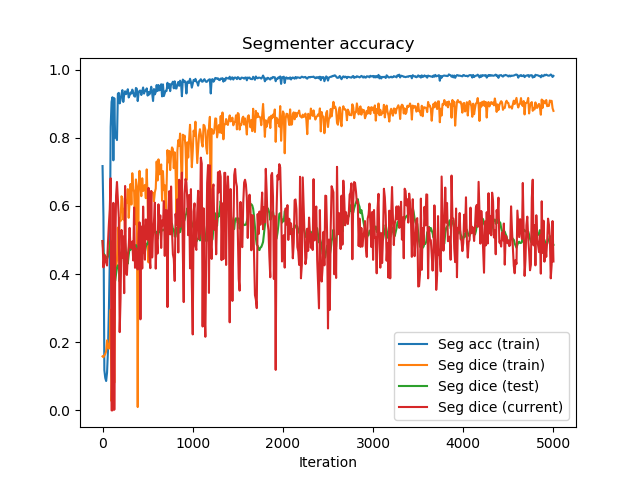 Segmenter accuracy
1.0
0.8
0.6
0.4
0.2
0.0
Seg acc (train)
Seg dice (train)
Seg dice (test)
Seg dice (current)
0 1000 2000 3000 4000 5000
Iteration